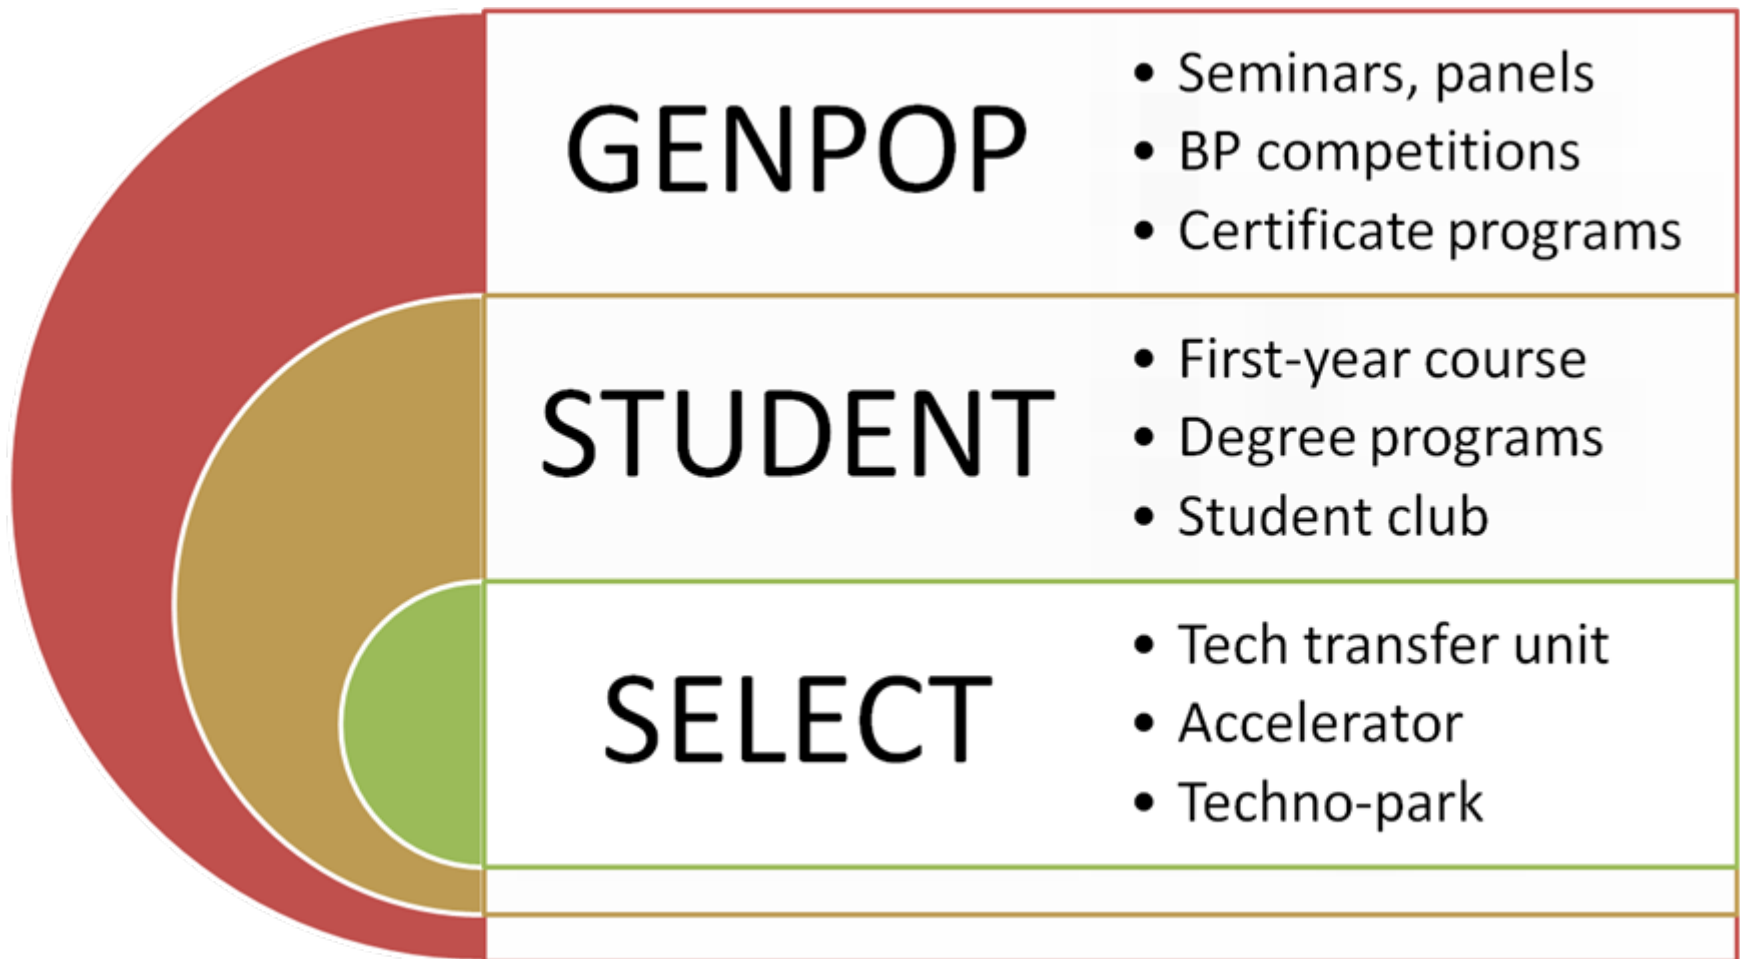 GENPOP
• Seminars, panels
• BP competitions
• Certificate programs
STUDENT
• First-year course
• Degree programs
• Student club
SELECT
• Tech transfer unit
• Accelerator
• Techno-park